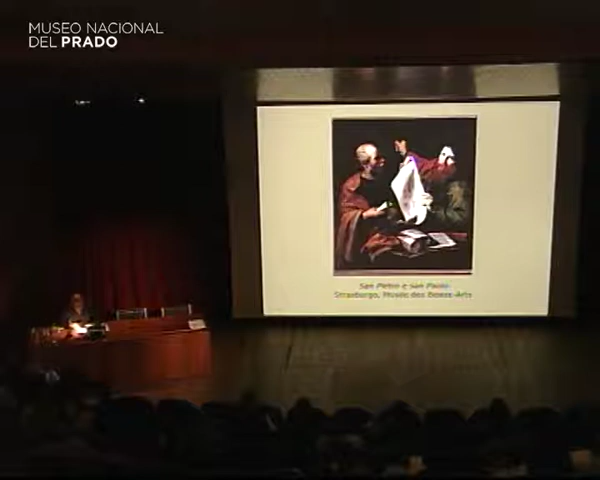 MUSEO NACIONAL
DEL PRADO
San Pietro e san Paolo
Strasburgo, Musée des Beaux-Arts